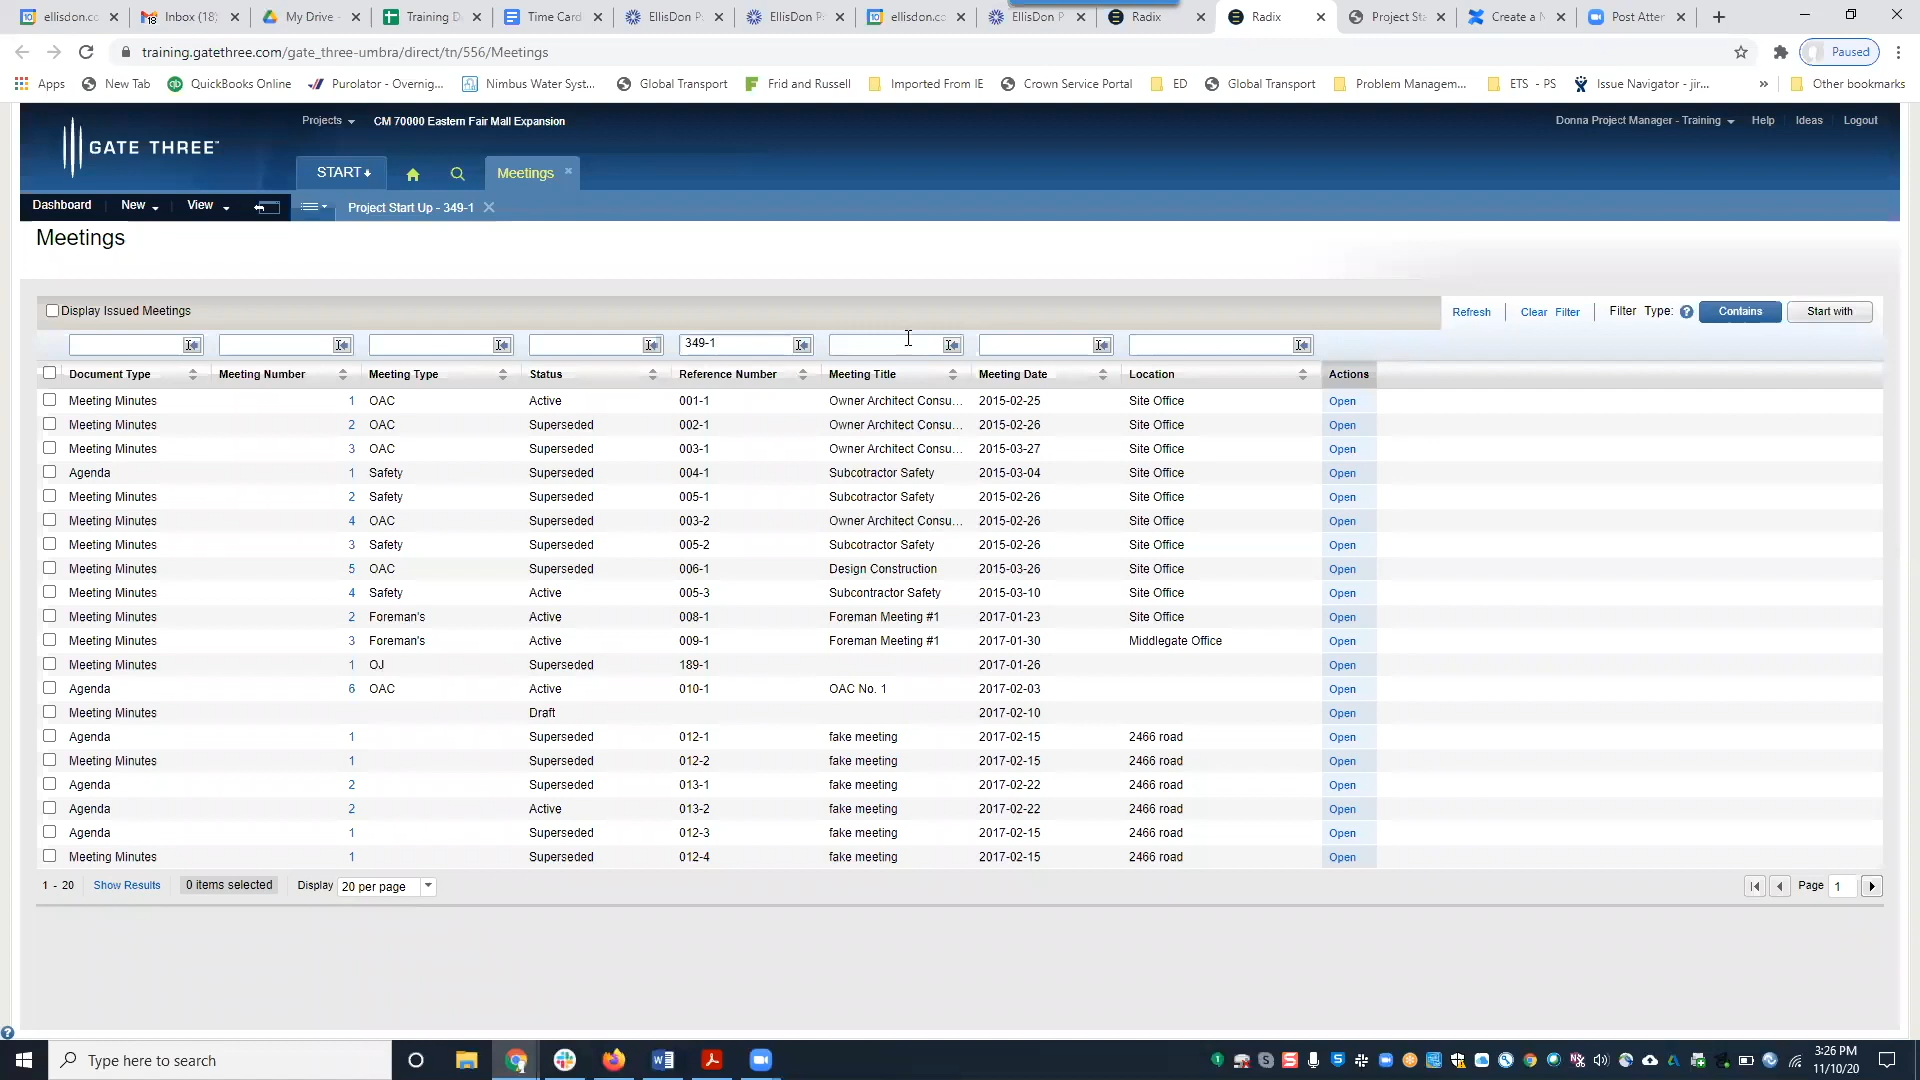 ellisdon.cc
Inbox (18)
My Drive -
Training D
Time Card
EllisDon P
EllisDon P
ellisdon.cc
EllisDon P
Radix
Radix
Project Sta
Create a N
Post Atter
training.gatethree.com/gate_three-umbra/direct/tn/556/Meetings
Paused
Apps
New Tab
QuickBooks Online
Purolator - Overnig...
Nimbus Water Syst...
Global Transport
Frid and Russell
Imported From IE
Crown Service Portal
ED
Global Transport
Problem Managem...
ETS - PS
Issue Navigator - jir...
»
Other bookmarks
GATE THREE
Projects
CM 70000 Eastern Fair Mall Expansion
Donna Project Manager - Training
Help
Ideas
Logout
START
Meetings
Dashboard
New
View
Project Start Up - 349-1
Meetings
Display Issued Meetings
Refresh
Clear Filter
Filter Type:
Contains
Start with
349-1
Document Type Meeting Number Meeting Type Status Reference Number Meeting Title Meeting Date Location Actions
Meeting Minutes 1 OAC Active 001-1 Owner Architect Consu... 2015-02-25 Site Office Open
Meeting Minutes 2 OAC Superseded 002-1 Owner Architect Consu... 2015-02-26 Site Office Open
Meeting Minutes 3 OAC Superseded 003-1 Owner Architect Consu... 2015-03-27 Site Office Open
Agenda 1 Safety Superseded 004-1 Subcotractor Safety 2015-03-04 Site Office Open
Meeting Minutes 2 Safety Superseded 005-1 Subcotractor Safety 2015-02-26 Site Office Open
Meeting Minutes 4 OAC Superseded 003-2 Owner Architect Consu... 2015-02-26 Site Office Open
Meeting Minutes 3 Safety Superseded 005-2 Subcotractor Safety 2015-02-26 Site Office Open
Meeting Minutes 5 OAC Superseded 006-1 Design Construction 2015-03-26 Site Office Open
Meeting Minutes 4 Safety Active 005-3 Subcontractor Safety 2015-03-10 Site Office Open
Meeting Minutes 2 Foreman's Active 008-1 Foreman Meeting #1 2017-01-23 Site Office Open
Meeting Minutes 3 Foreman's Active 009-1 Foreman Meeting #1 2017-01-30 Middlegate Office Open
Meeting Minutes 1 OJ Superseded 189-1 2017-01-26 Open
Agenda 6 OAC Active 010-1 OAC No. 1 2017-02-03 Open
Meeting Minutes Draft 2017-02-10 Open
Agenda 1 Superseded 012-1 fake meeting 2017-02-15 2466 road Open
Meeting Minutes 1 Superseded 012-2 fake meeting 2017-02-15 2466 road Open
Agenda 2 Superseded 013-1 fake meeting 2017-02-22 2466 road Open
Agenda 2 Active 013-2 fake meeting 2017-02-22 2466 road Open
Agenda 1 Superseded 012-3 fake meeting 2017-02-15 2466 road Open
Meeting Minutes 1 Superseded 012-4 fake meeting 2017-02-15 2466 road Open
1 - 20
Show Results
0 items selected
Display
20 per page
Page
1
Type here to search
3:26 PM
11/10/20